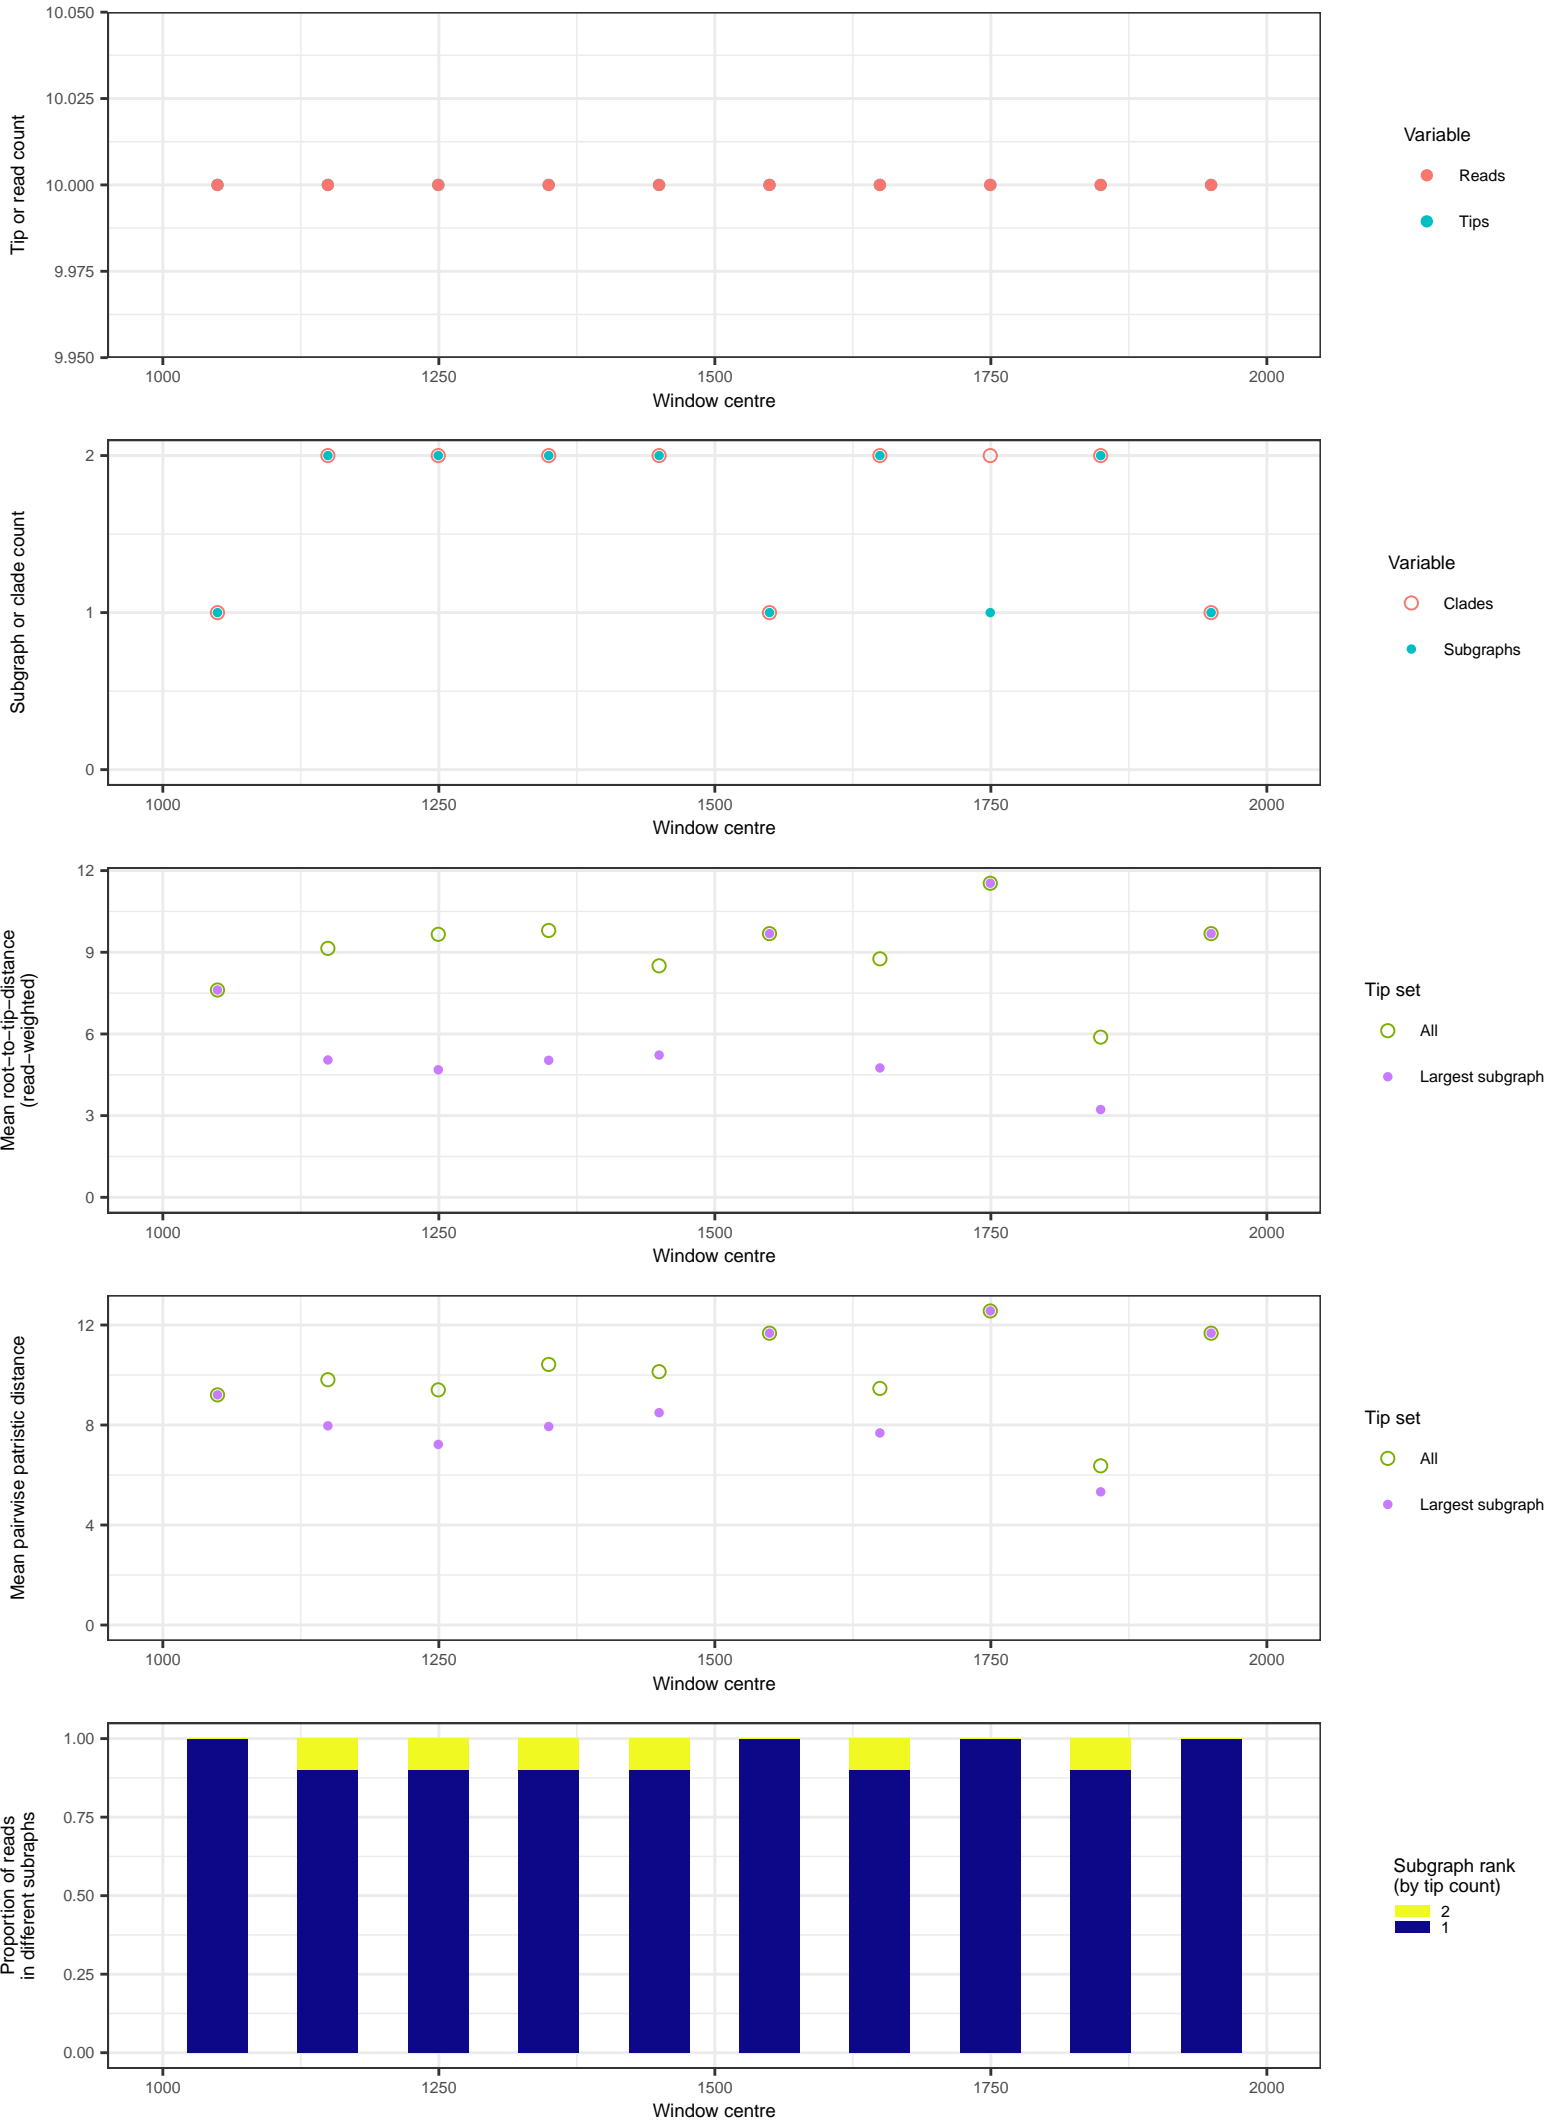 10.050
10.025
10.000
9.975
9.950
Tip or read count
1000 1250 1500 1750 2000
Window centre
Variable
Reads
Tips
2
1
0
Subgraph or clade count
1000 1250 1500 1750 2000
Window centre
Variable
Clades
Subgraphs
12
9
6
3
0
Mean root−to−tip−distance
(read−weighted)
1000 1250 1500 1750 2000
Window centre
Tip set
All
Largest subgraph
12
8
4
0
Mean pairwise patristic distance
1000 1250 1500 1750 2000
Window centre
Tip set
All
Largest subgraph
1.00
0.75
0.50
0.25
0.00
Proportion of reads
in different subraphs
1000 1250 1500 1750 2000
Window centre
Subgraph rank
(by tip count)
2
1